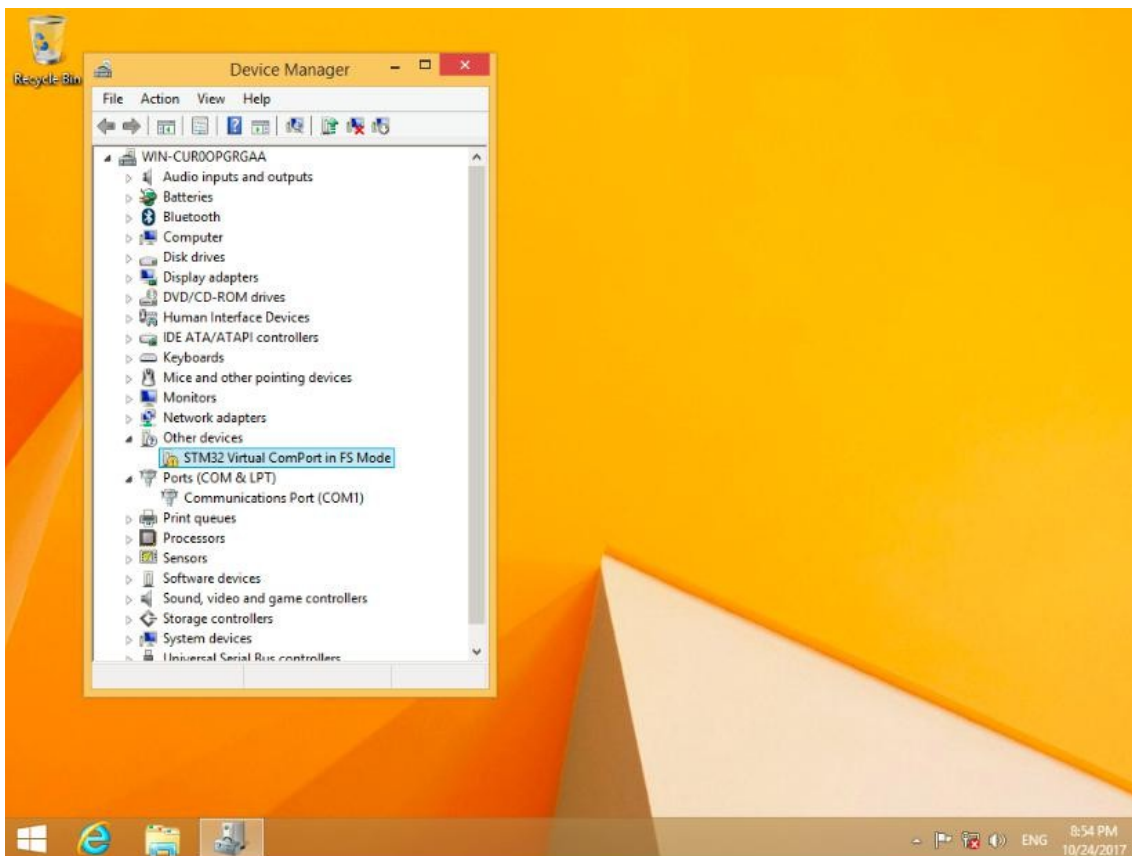 Recycle Bin
Device Manager
File Action View Help
WIN-CUR0OPGRGAA
Audio inputs and outputs
Batteries
Bluetooth
Computer
Disk drives
Display adapters
DVD/CD-ROM drives
Human Interface Devices
IDE ATA/ATAPI controllers
Keyboards
Mice and other pointing devices
Monitors
Network adapters
Other devices
STM32 Virtual ComPort in FS Mode
Ports (COM & LPT)
Communications Port (COM1)
Print queues
Processors
Sensors
Software devices
Sound, video and game controllers
Storage controllers
System devices
Universal Serial Bus controllers
ENG
8:54 PM
10/24/2017